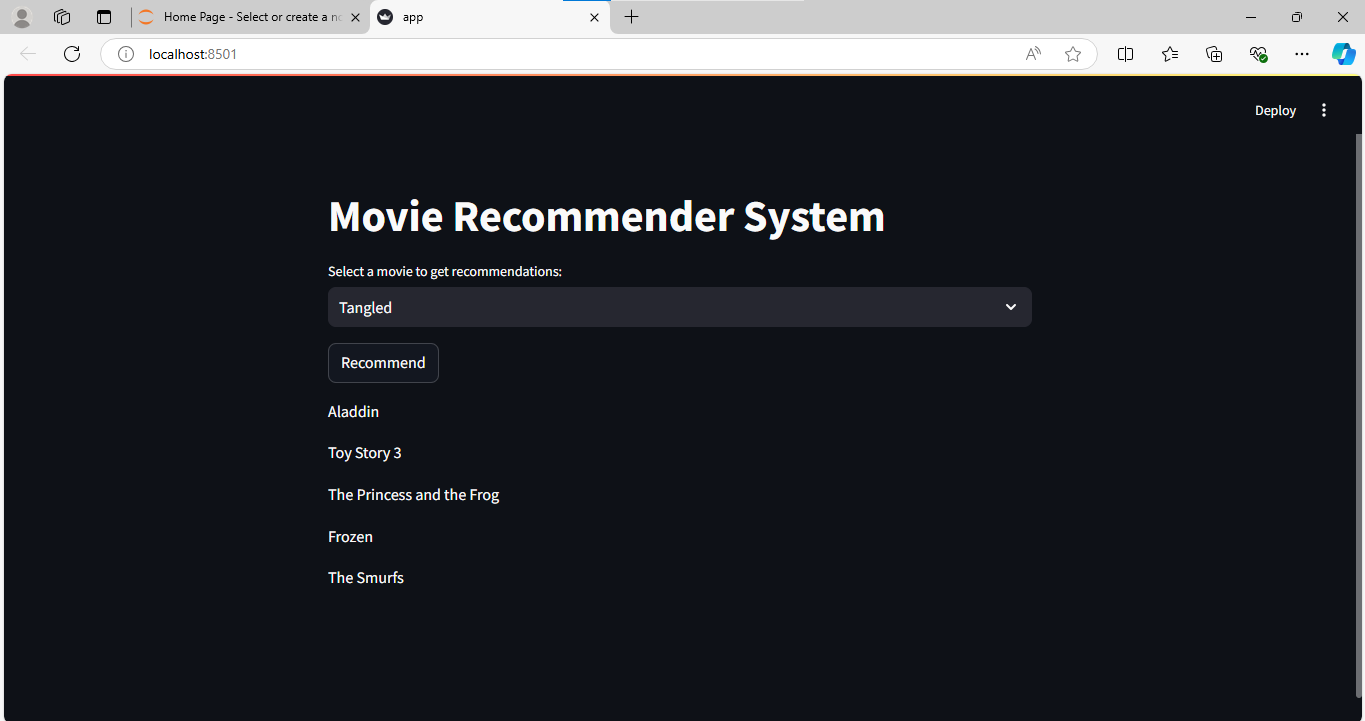 Home Page - Select or create a no
app
localhost:8501
Deploy
Movie Recommender System
Select a movie to get recommendations:
Tangled
Recommend
Aladdin
Toy Story 3
The Princess and the Frog
Frozen
The Smurfs